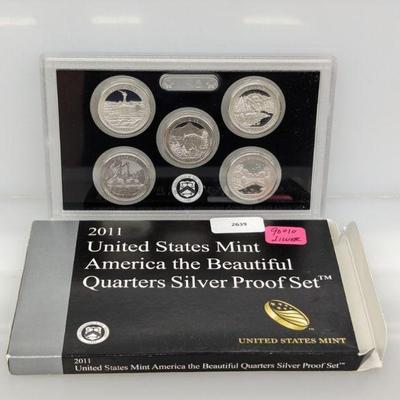 2011
United States Mint
America the Beautiful
Quarters Silver Proof Set™
2639
90%
SILVER
UNITED STATES MINT
2011
United States Mint America the Beautiful Quarters Silver Proof Set™